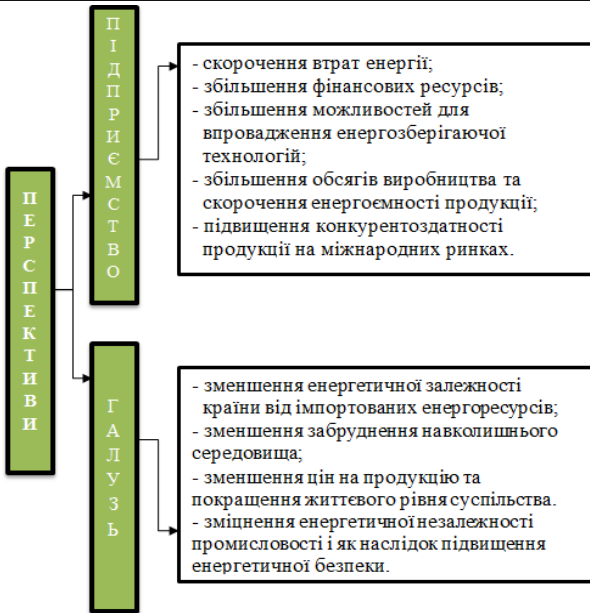 ПЕРСПЕКТИВИ
ПІДПРИЄМСТВО
- скорочення втрат енергії;
- збільшення фінансових ресурсів;
- збільшення можливостей для
впровадження енергозберігаючої
технологій;
- збільшення обсягів виробництва та
скорочення енергоємності продукції;
- підвищення конкурентоздатності
продукції на міжнародних ринках.
ГАЛУЗЬ
- зменшення енергетичної залежності
країни від імпортованих енергоресурсів;
- зменшення забруднення навколишнього
середовища;
- зменшення цін на продукцію та
покращення життєвого рівня суспільства.
- зміцнення енергетичної незалежності
промисловості і як наслідок підвищення
енергетичної безпеки.